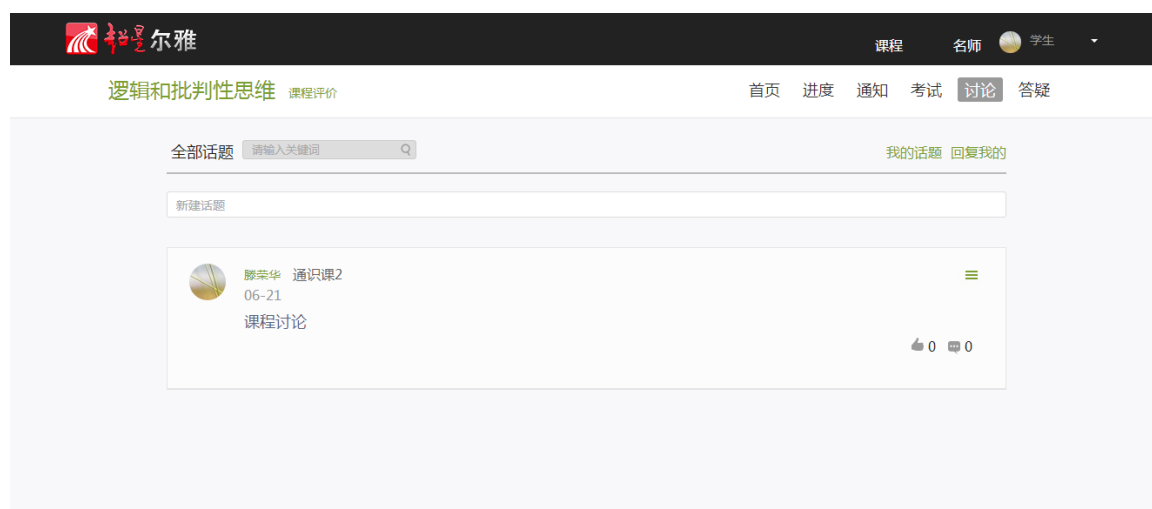 超星尔雅
课程 名师 学生
逻辑和批判性思维 课程评价
首页 进度 通知 考试 讨论 答疑
全部话题 请输入关键词 我的话题 回复我的
新建话题
滕荣华 通识课2
06-21
课程讨论
0 0